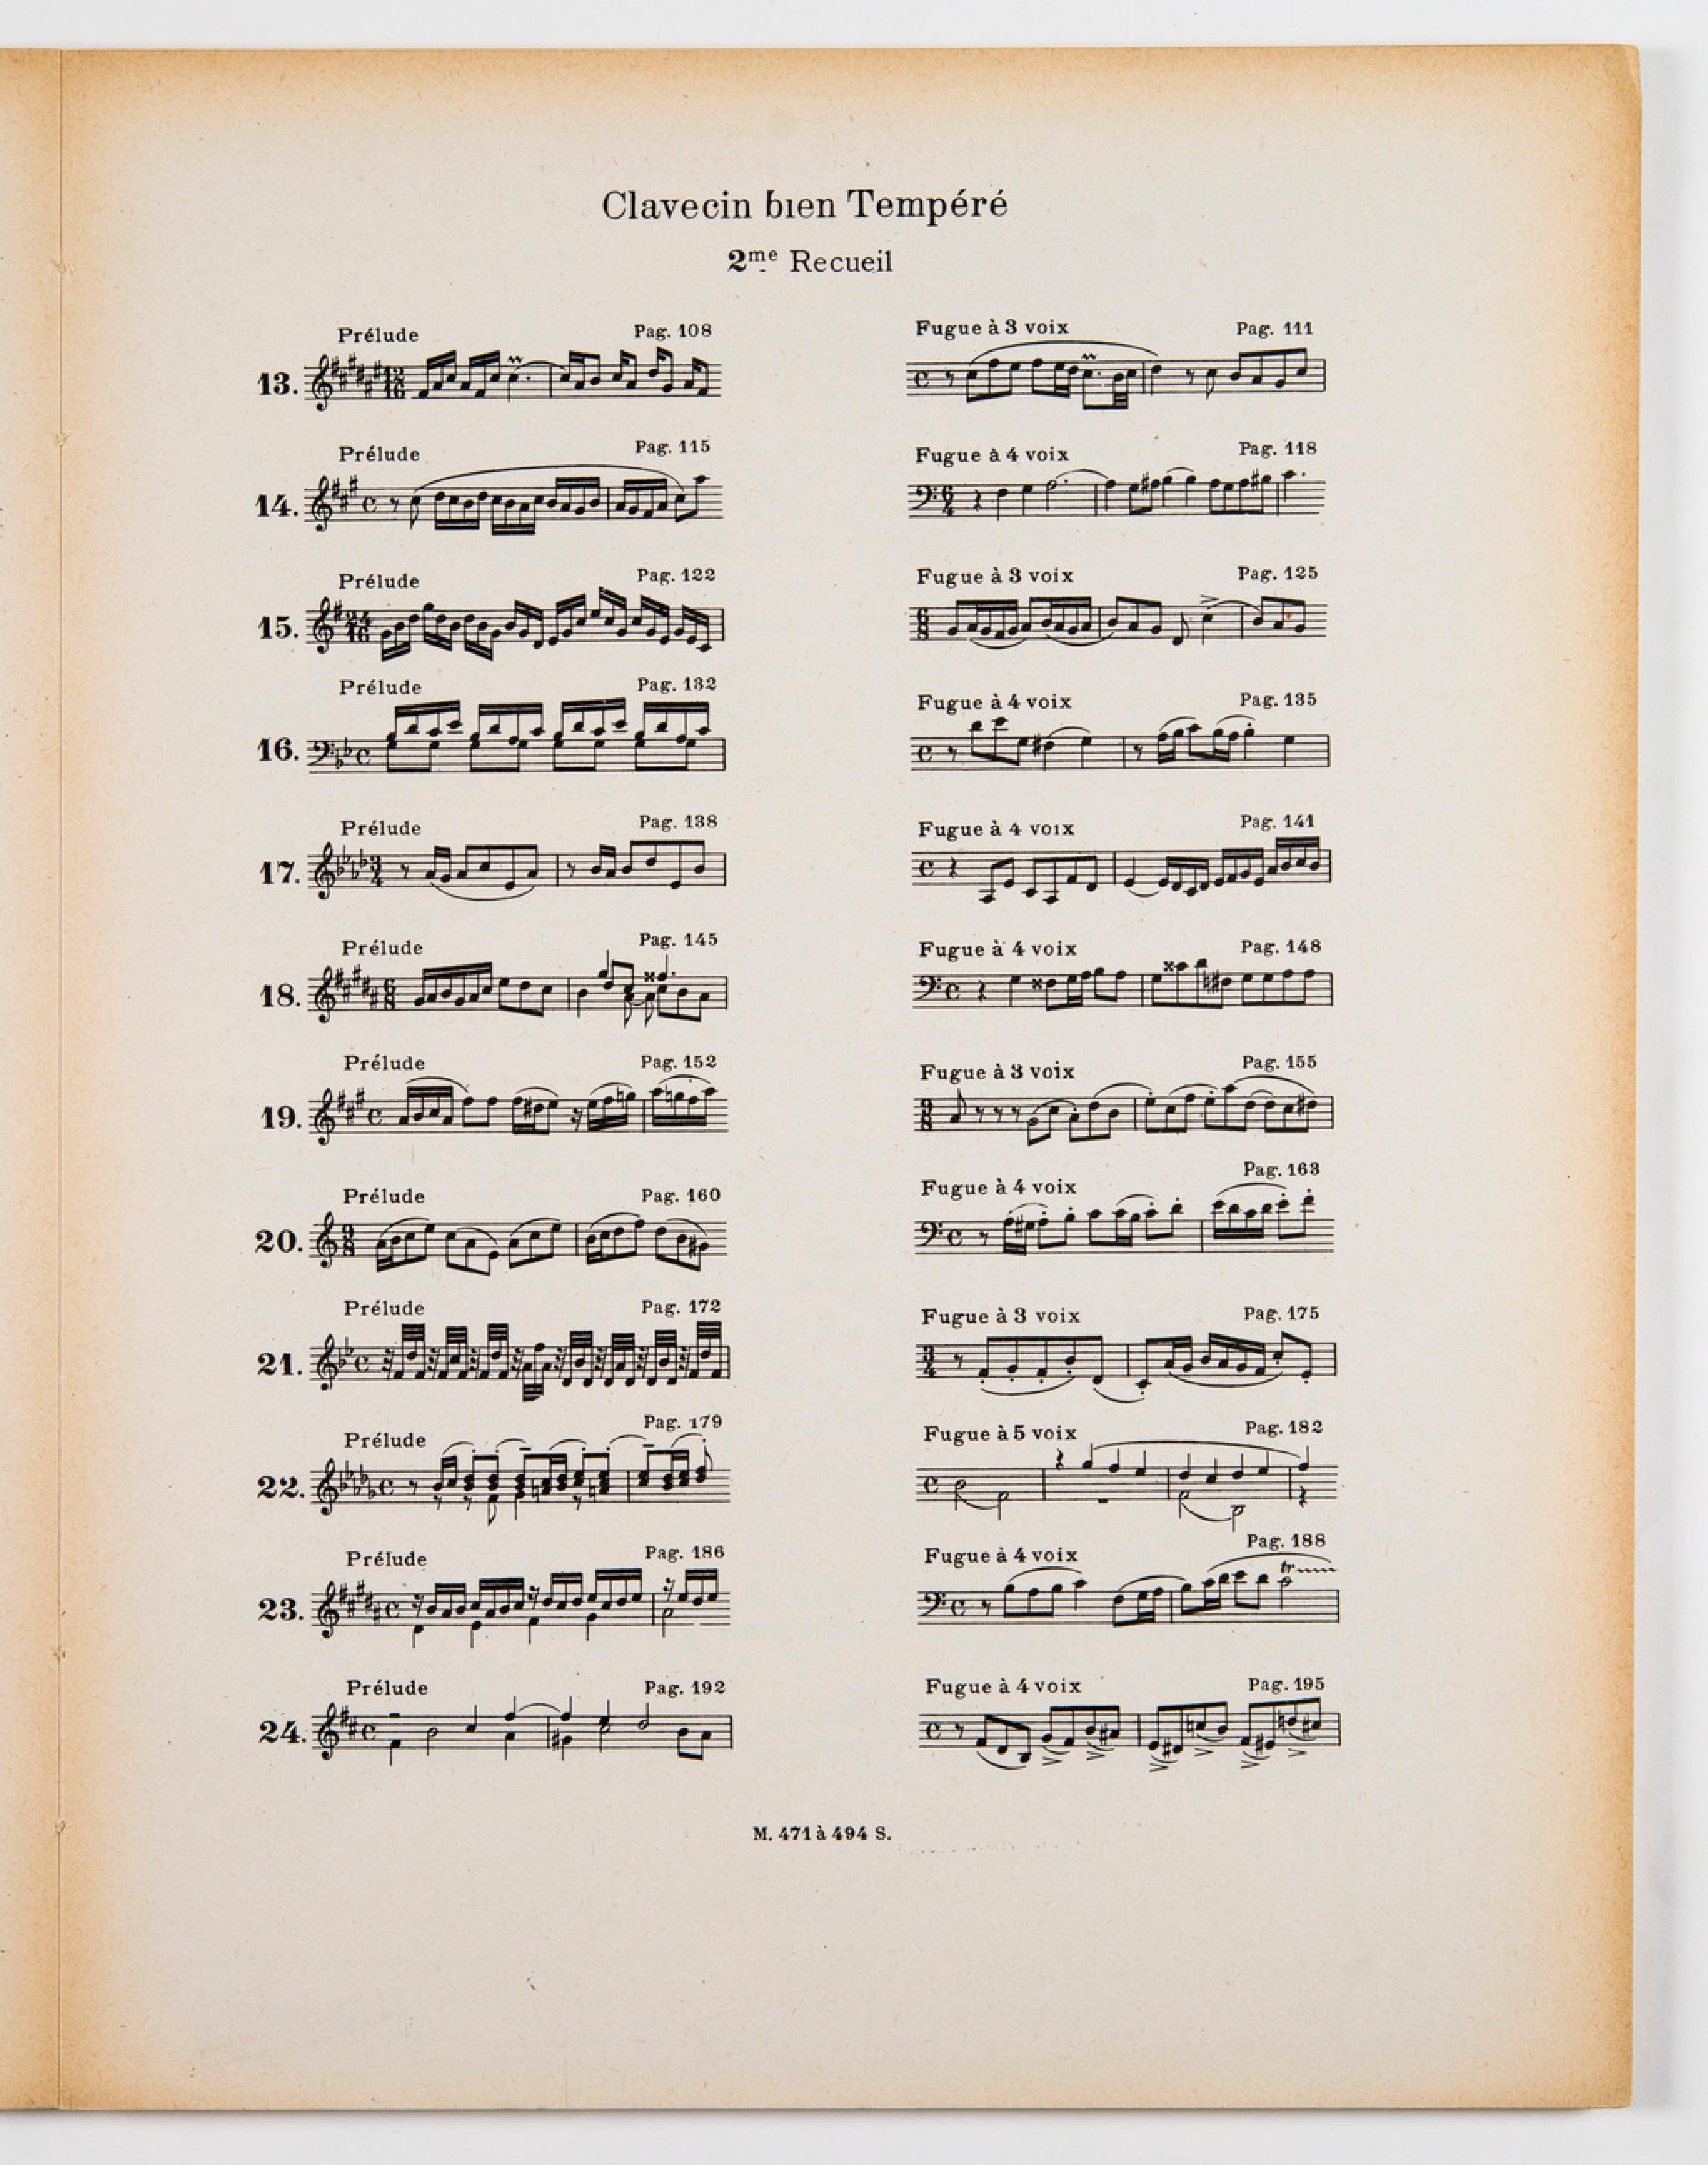 Clavecin bien Tempéré
2me Recueil
Prélude Pag. 108 Fugue à 3 voix Pag. 111
13.
Prélude Pag. 115 Fugue à 4 voix Pag. 118
14.
Prélude Pag. 122 Fugue à 3 voix Pag. 125
15.
Prélude Pag. 132 Fugue à 4 voix Pag. 135
16.
Prélude Pag. 138 Fugue à 4 voix Pag. 141
17.
Prélude Pag. 145 Fugue à 4 voix Pag. 148
18.
Prélude Pag. 152 Fugue à 3 voix Pag. 155
19.
Prélude Pag. 160 Fugue à 4 voix Pag. 163
20.
Prélude Pag. 172 Fugue à 3 voix Pag. 175
21.
Prélude Pag. 179 Fugue à 5 voix Pag. 182
22.
Prélude Pag. 186 Fugue à 4 voix Pag. 188
23.
Prélude Pag. 192 Fugue à 4 voix Pag. 195
24.
M. 471 à 494 S.